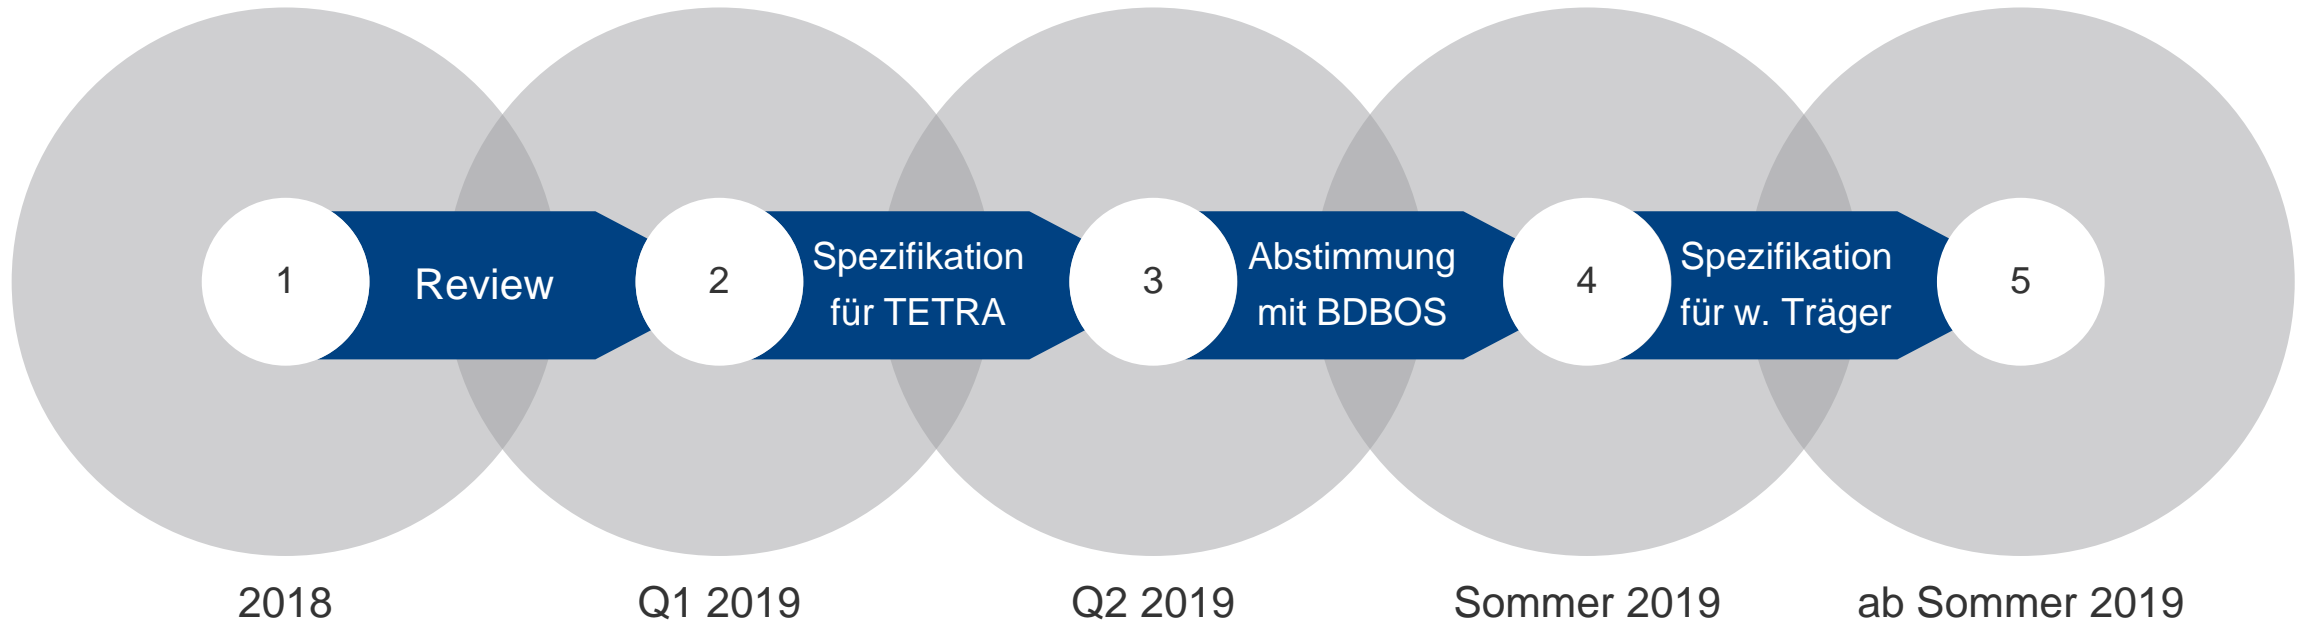 1
Review
2
Spezifikation
für TETRA
3
Abstimmung
mit BDBOS
4
Spezifikation
für w. Träger
5
2018
Q1 2019
Q2 2019
Sommer 2019
ab Sommer 2019